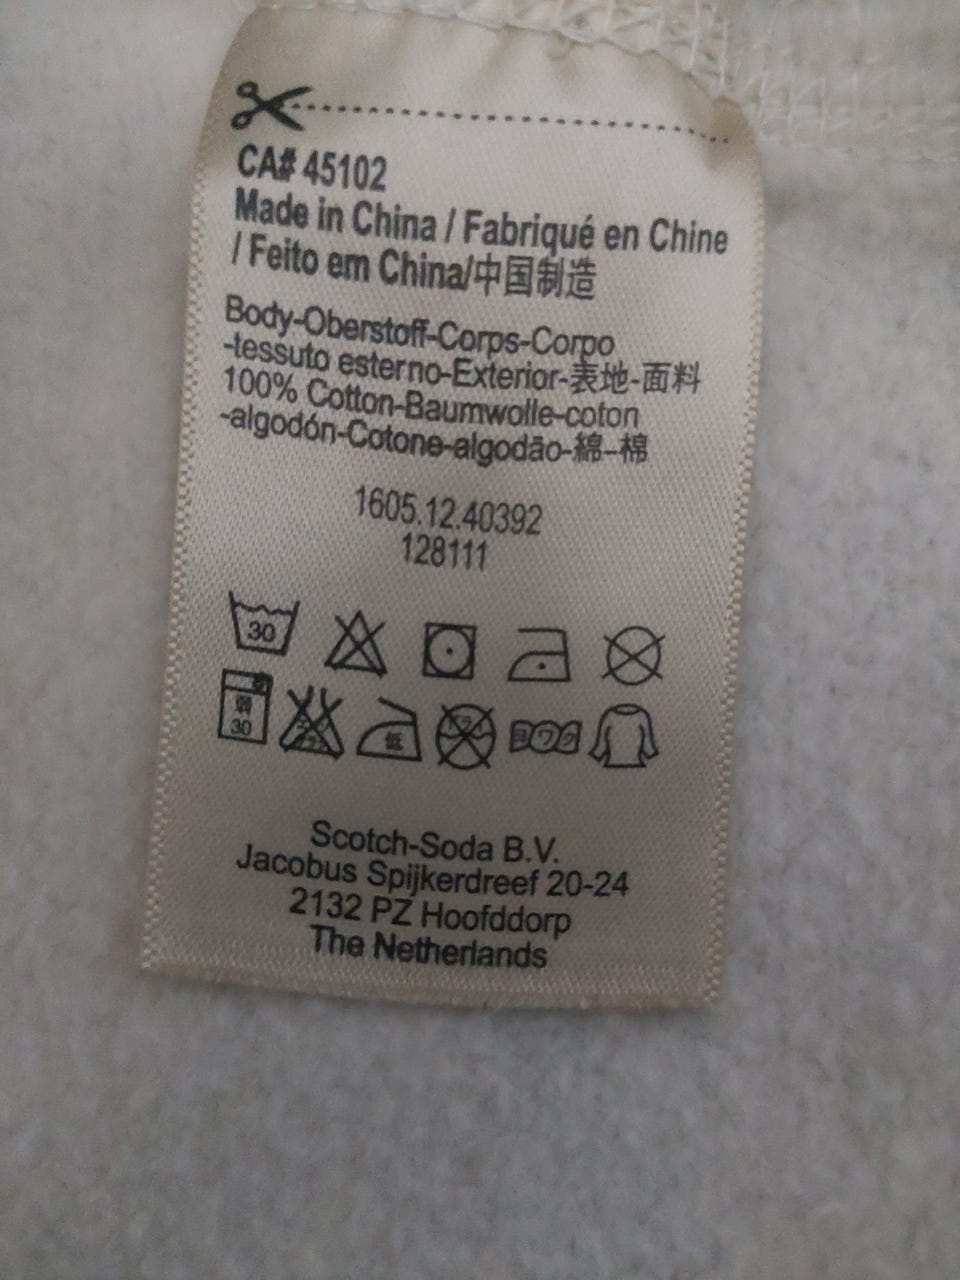 CA# 45102
Made in China / Fabriqué en Chine
/ Feito em China/中国制造
Body-Oberstoff-Corps-Corpo
-tessuto esterno-Exterior-表地-面料
100% Cotton-Baumwolle-coton
-algodón-Cotone-algodão-綿-棉
1605.12.40392
128111
30
弱
30
低
Scotch-Soda B.V.
Jacobus Spijkerdreef 20-24
2132 PZ Hoofddorp
The Netherlands